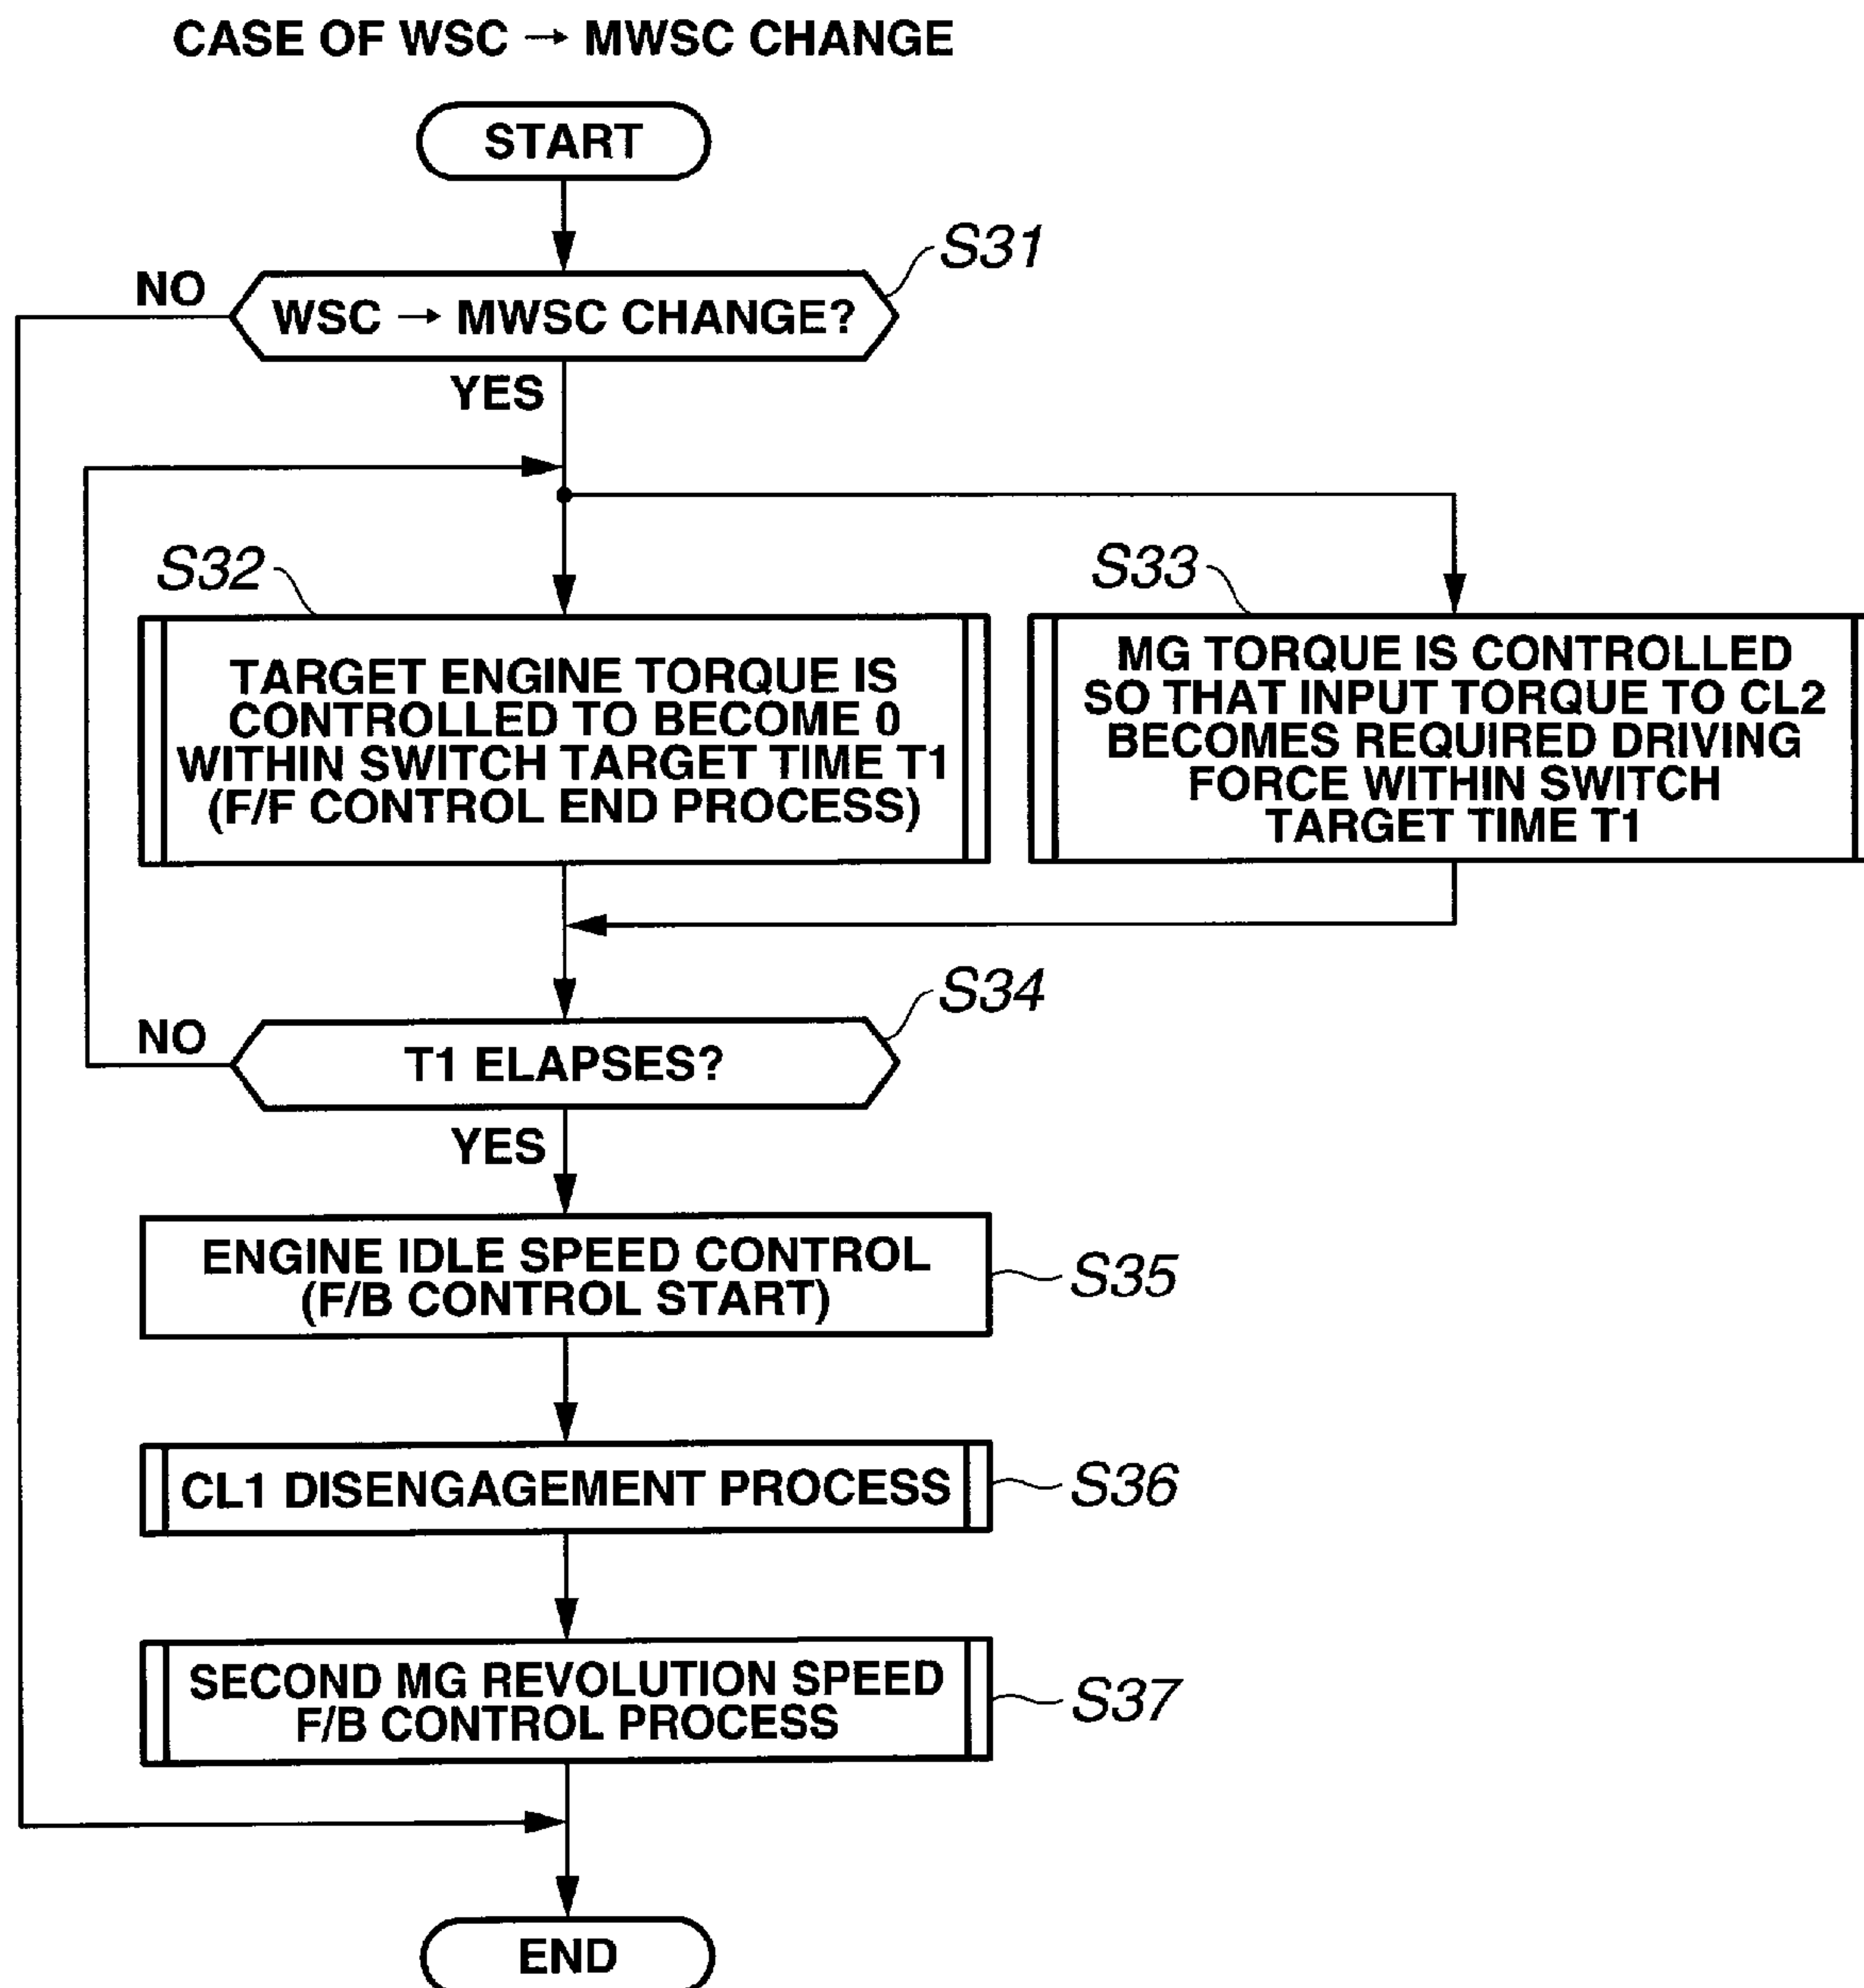 CASE OF WSC → MWSC CHANGE
START
S31
NO
WSC → MWSC CHANGE?
YES
S32
S33
TARGET ENGINE TORQUE IS
CONTROLLED TO BECOME 0
WITHIN SWITCH TARGET TIME T1
(F/F CONTROL END PROCESS)
MG TORQUE IS CONTROLLED
SO THAT INPUT TORQUE TO CL2
BECOMES REQUIRED DRIVING
FORCE WITHIN SWITCH
TARGET TIME T1
S34
NO
T1 ELAPSES?
YES
ENGINE IDLE SPEED CONTROL
(F/B CONTROL START)
S35
CL1 DISENGAGEMENT PROCESS
S36
SECOND MG REVOLUTION SPEED
F/B CONTROL PROCESS
S37
END